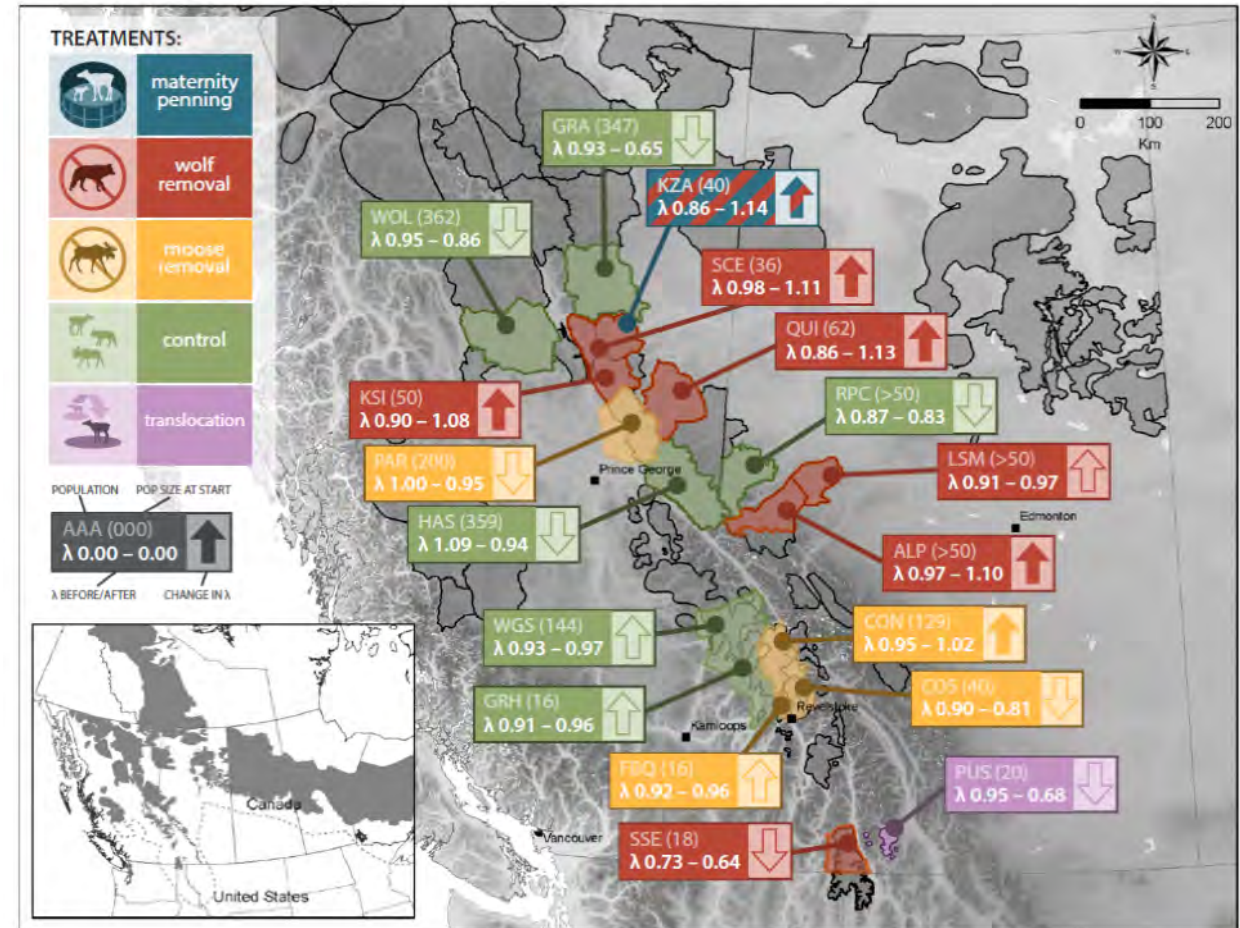 TREATMENTS:
maternity
penning
wolf
removal
moose
removal
control
translocation
POPULATION
POP SIZE AT START
AAA (000)
λ 0.00 – 0.00
λ BEFORE/AFTER
CHANGE IN λ
N
W
E
S
0
100
200
Km
GRA (347)
λ 0.93 – 0.65
KZA (40)
λ 0.86 – 1.14
WOL (362)
λ 0.95 – 0.86
SCE (36)
λ 0.98 – 1.11
QUI (62)
λ 0.86 – 1.13
KSI (50)
λ 0.90 – 1.08
RPC (>50)
λ 0.87 – 0.83
PAR (200)
λ 1.00 – 0.95
Prince George
LSM (>50)
λ 0.91 – 0.97
HAS (359)
λ 1.09 – 0.94
Edmonton
ALP (>50)
λ 0.97 – 1.10
WGS (144)
λ 0.93 – 0.97
CON (129)
λ 0.95 – 1.02
GRH (16)
λ 0.91 – 0.96
COS (40)
λ 0.90 – 0.81
Revelstoke
Kamloops
FBQ (16)
λ 0.92 – 0.96
PUS (20)
λ 0.95 – 0.68
Vancouver
SSE (18)
λ 0.73 – 0.64
Canada
United States